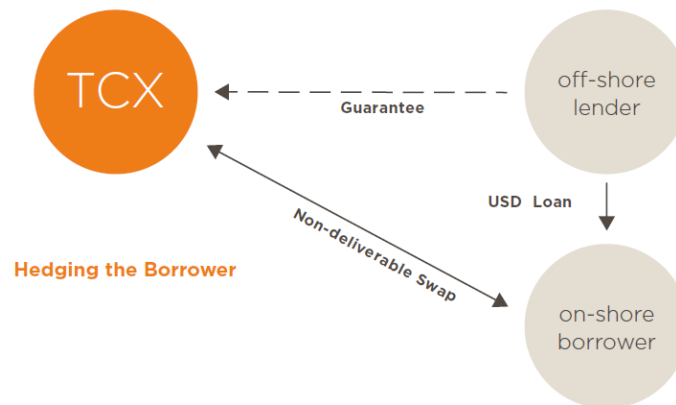 TCX
off-shore
lender
Guarantee
USD Loan
Non-deliverable Swap
Hedging the Borrower
on-shore
borrower